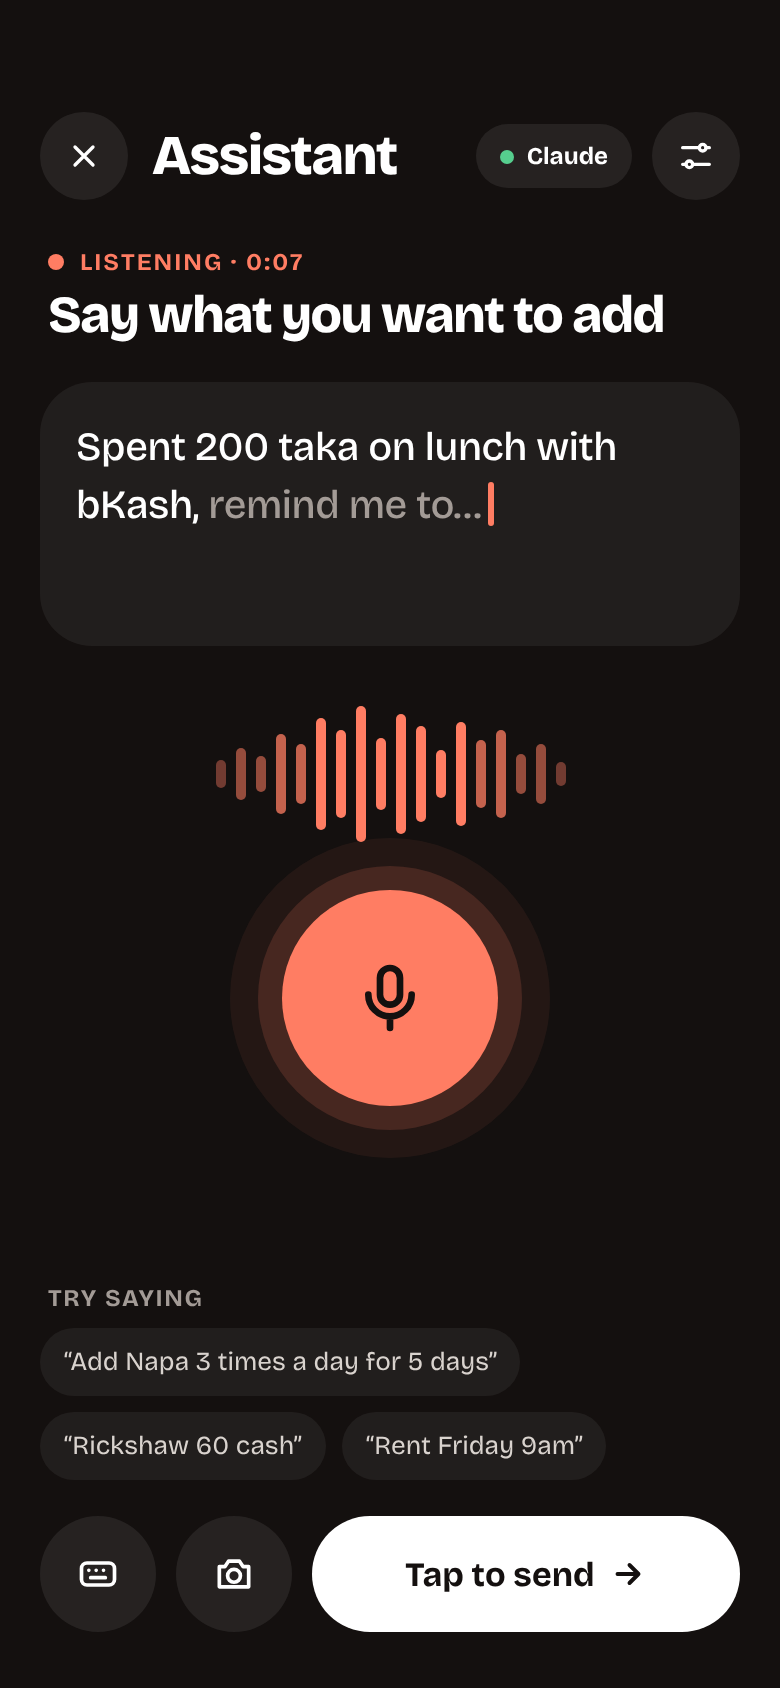 Assistant
Claude
LISTENING · 0:07
Say what you want to add
Spent 200 taka on lunch with
bKash, remind me to...
TRY SAYING
“Add Napa 3 times a day for 5 days”
“Rickshaw 60 cash” “Rent Friday 9am”
Tap to send →